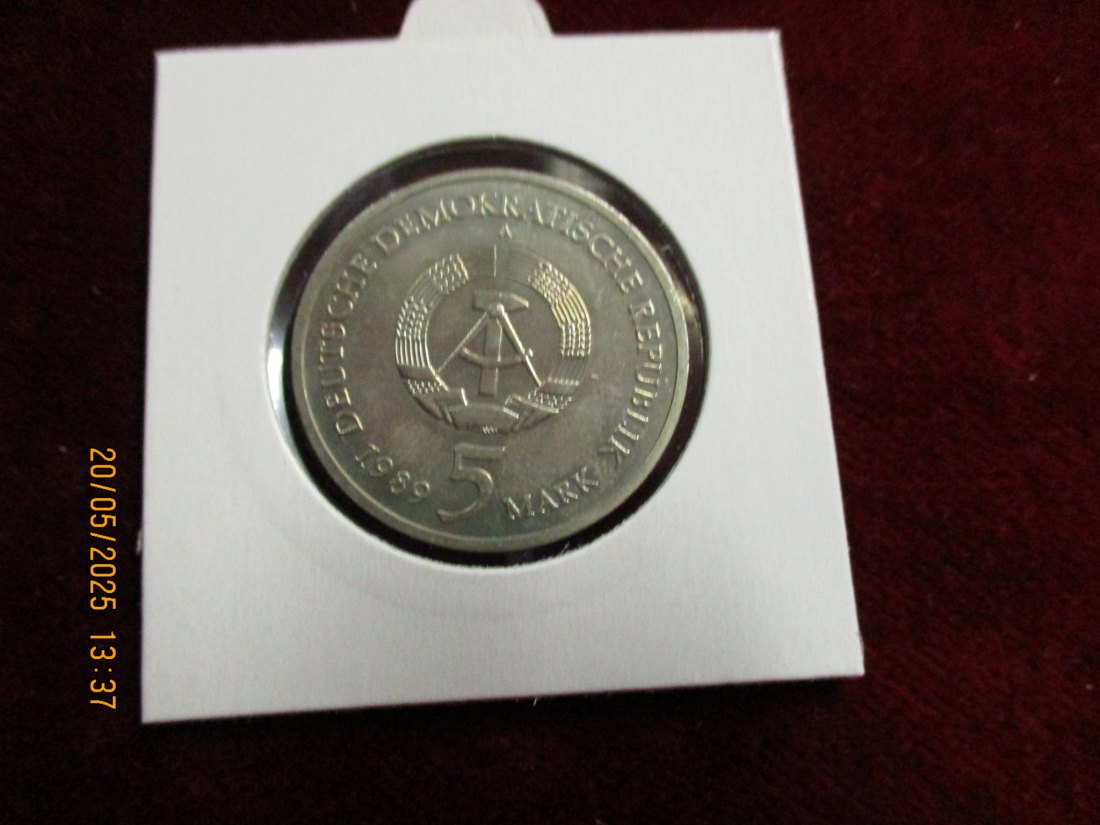 DEUTSCHE DEMOKRATISCHE REPUBLIK
A
1989
5
MARK
20/05/2025 13:37